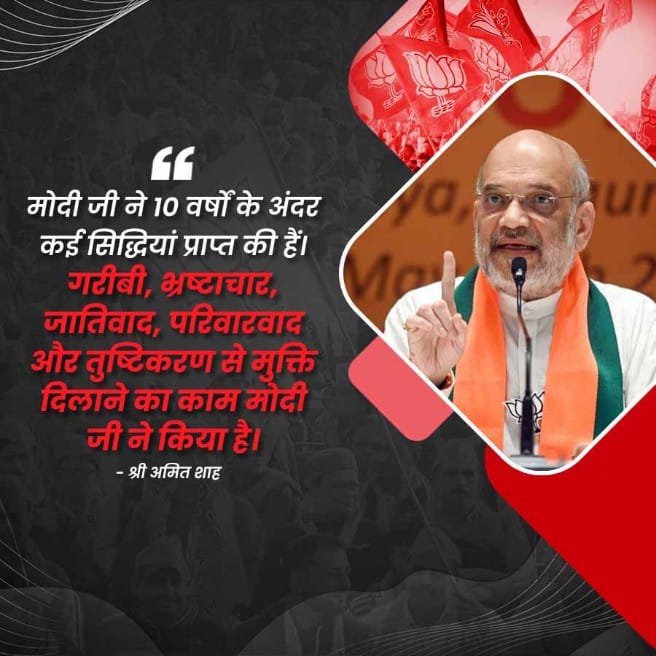 ❝
मोदी जी ने 10 वर्षों के अंदर
कई सिद्धियां प्राप्त की हैं।
गरीबी, भ्रष्टाचार,
जातिवाद, परिवारवाद
और तुष्टिकरण से मुक्ति
दिलाने का काम मोदी
जी ने किया है।
- श्री अमित शाह